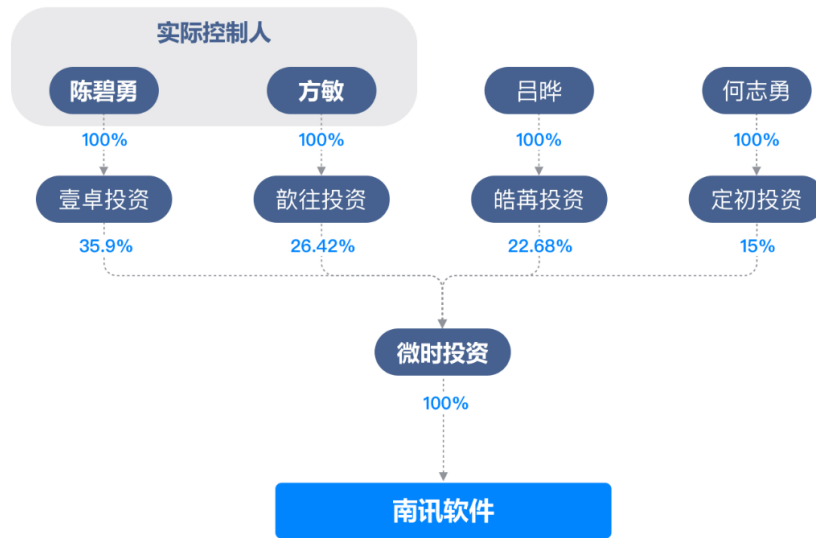 实际控制人
陈碧勇 方敏 吕晔 何志勇
100% 100% 100% 100%
壹卓投资 歆往投资 皓苒投资 定初投资
35.9% 26.42% 22.68% 15%
微时投资
100%
南讯软件